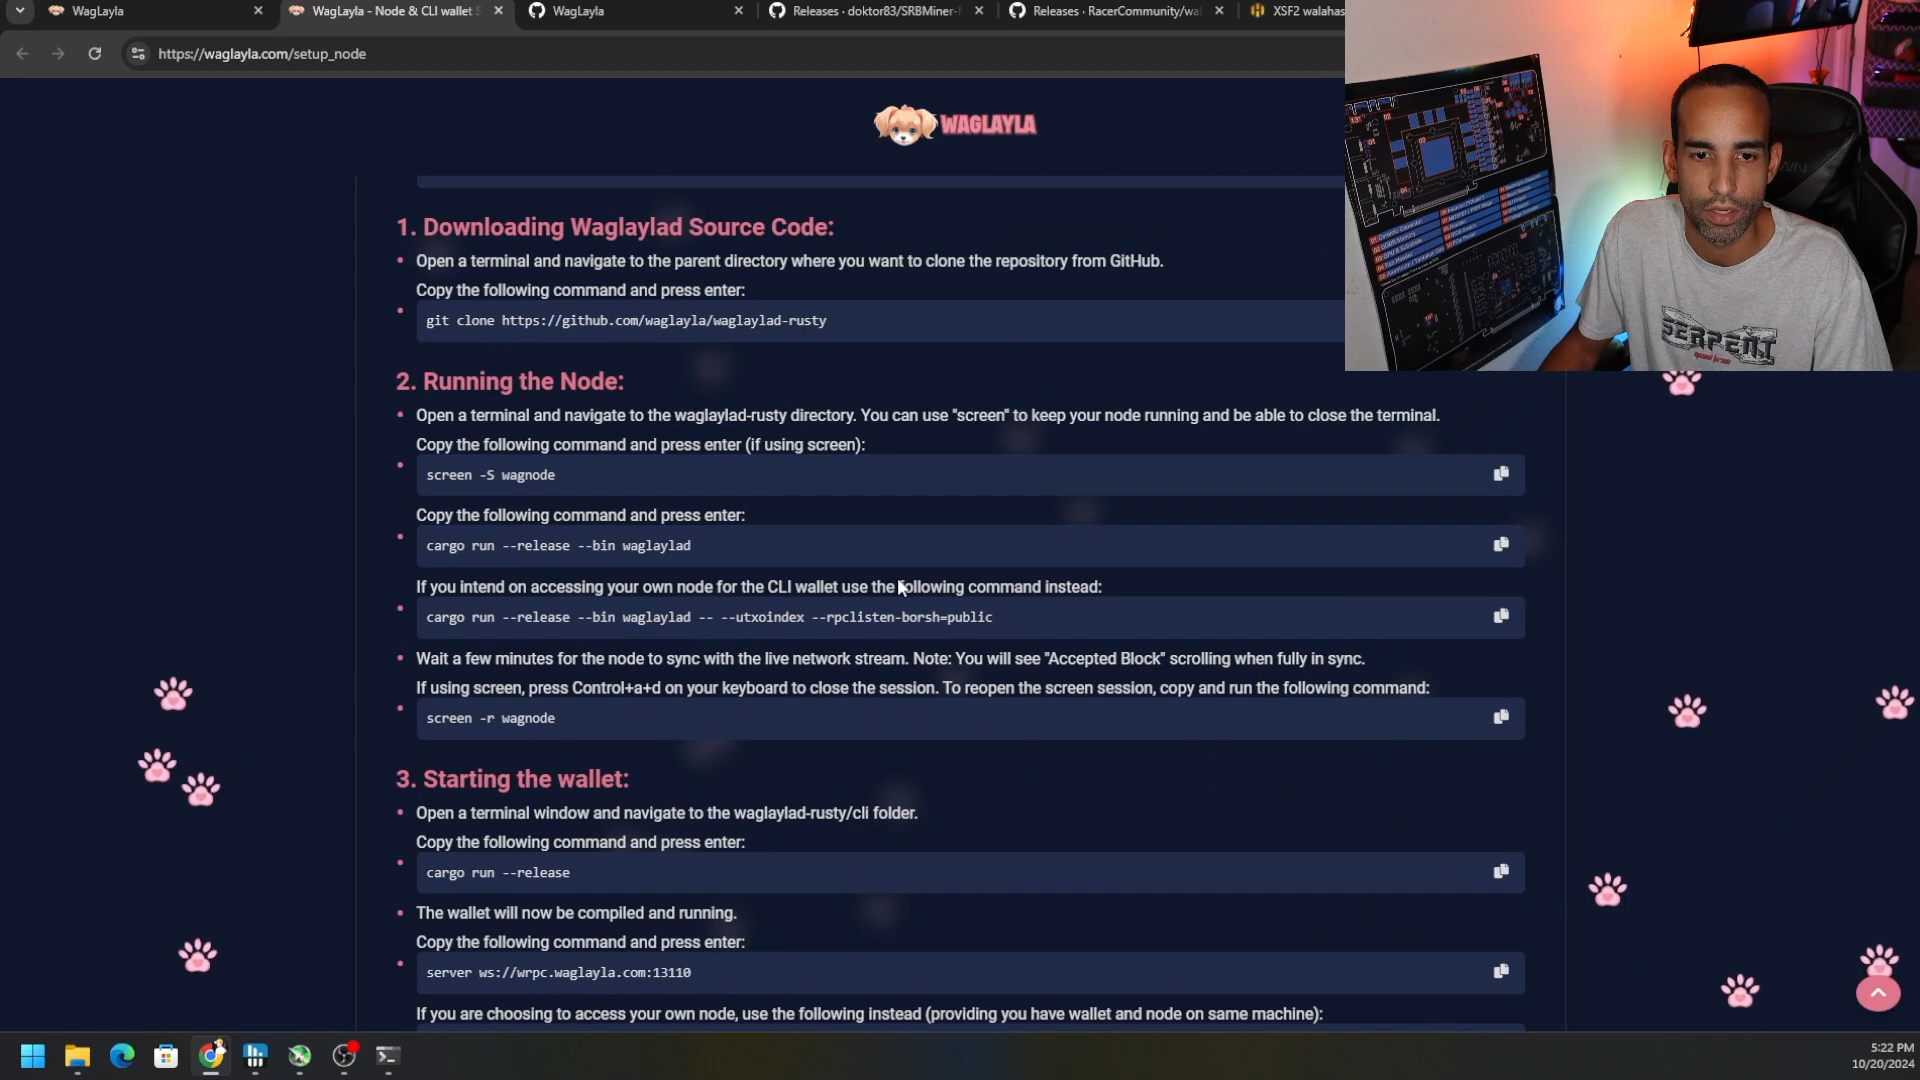 WagLayla
WagLayla - Node & CLI wallet S
WagLayla
Releases · doktor83/SRBMiner-
Releases · RacerCommunity/wa
XSF2 walahas
https://waglayla.com/setup_node
WAGLAYLA
1. Downloading Waglaylad Source Code:
Open a terminal and navigate to the parent directory where you want to clone the repository from GitHub.
Copy the following command and press enter:
git clone https://github.com/waglayla/waglaylad-rusty
2. Running the Node:
Open a terminal and navigate to the waglaylad-rusty directory. You can use "screen" to keep your node running and be able to close the terminal.
Copy the following command and press enter (if using screen):
screen -S wagnode
Copy the following command and press enter:
cargo run --release --bin waglaylad
If you intend on accessing your own node for the CLI wallet use the following command instead:
cargo run --release --bin waglaylad -- --utxoindex --rpclisten-borsh=public
Wait a few minutes for the node to sync with the live network stream. Note: You will see "Accepted Block" scrolling when fully in sync.
If using screen, press Control+a+d on your keyboard to close the session. To reopen the screen session, copy and run the following command:
screen -r wagnode
3. Starting the wallet:
Open a terminal window and navigate to the waglaylad-rusty/cli folder.
Copy the following command and press enter:
cargo run --release
The wallet will now be compiled and running.
Copy the following command and press enter:
server ws://wrpc.waglayla.com:13110
If you are choosing to access your own node, use the following instead (providing you have wallet and node on same machine):
SERPENT
5:22 PM
10/20/2024